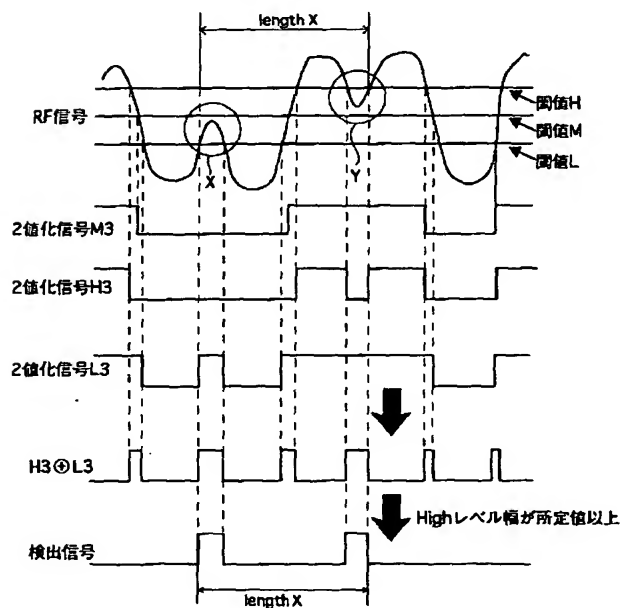 length X
閾値H
閾値M
閾値L
RF信号
X
Y
2値化信号M3
2値化信号H3
2値化信号L3
H3⊕L3
Highレベル幅が所定値以上
検出信号
length X